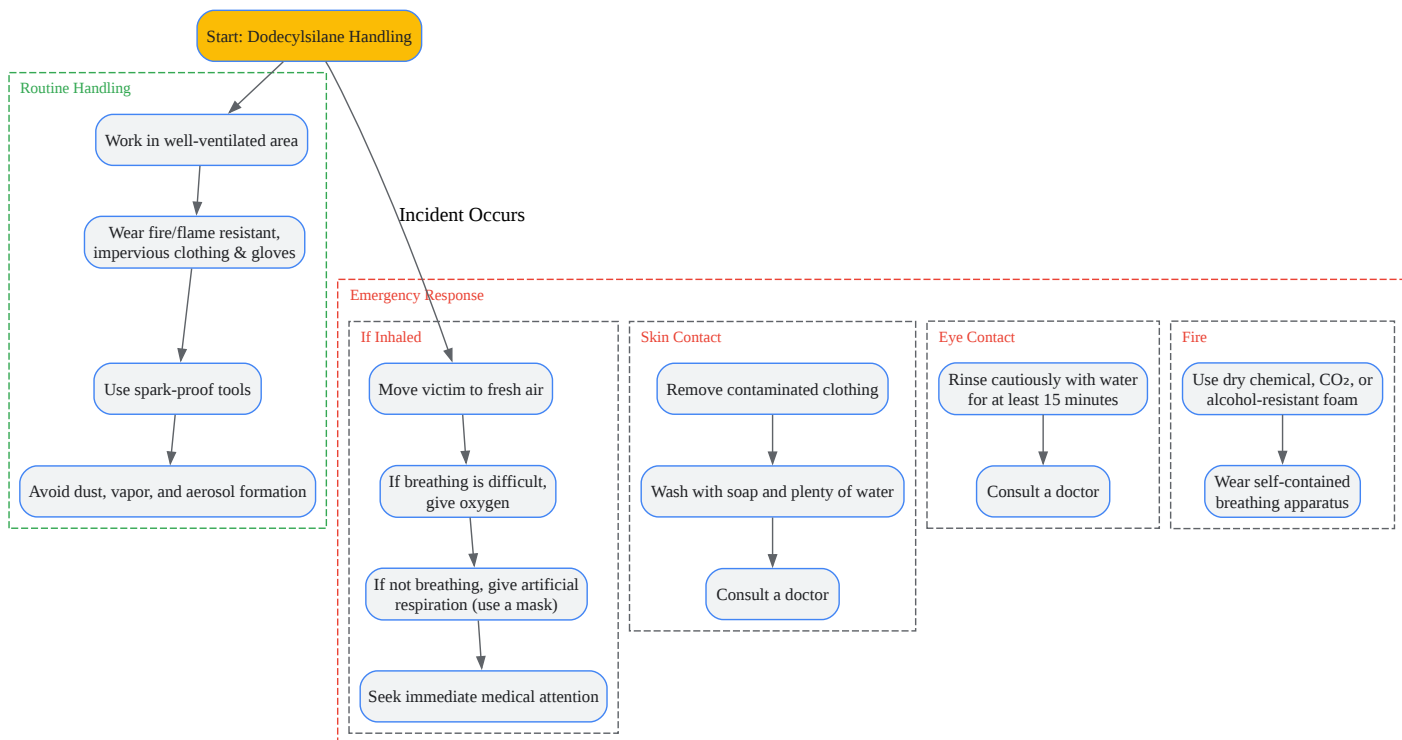 Start: Dodecylsilane Handling
Routine Handling
Work in well-ventilated area
Wear fire/flame resistant,
impervious clothing & gloves
Use spark-proof tools
Avoid dust, vapor, and aerosol formation
Incident Occurs
Emergency Response
If Inhaled
Move victim to fresh air
If breathing is difficult,
give oxygen
If not breathing, give artificial
respiration (use a mask)
Seek immediate medical attention
Skin Contact
Remove contaminated clothing
Wash with soap and plenty of water
Consult a doctor
Eye Contact
Rinse cautiously with water
for at least 15 minutes
Consult a doctor
Fire
Use dry chemical, CO₂, or
alcohol-resistant foam
Wear self-contained
breathing apparatus